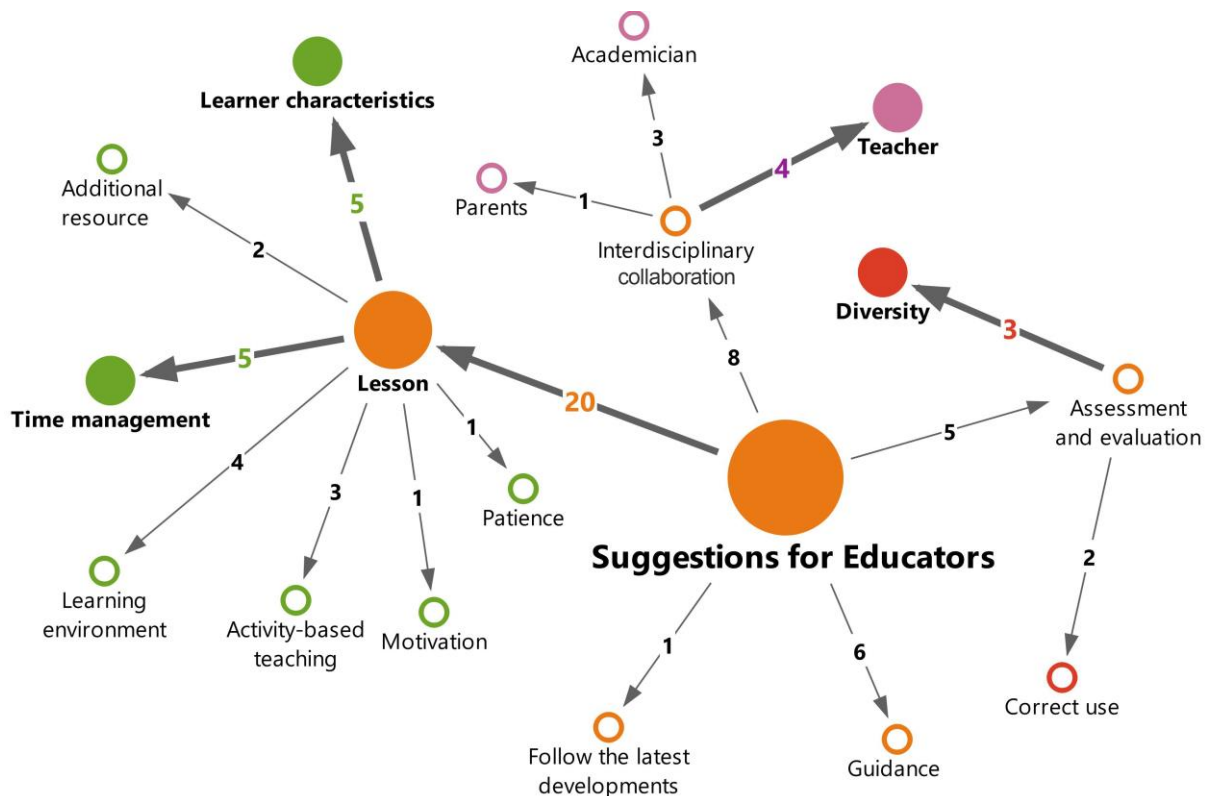 Academician
Learner characteristics
3
Teacher
4
Additional
resource
Parents
1
5
Interdisciplinary
collaboration
2
Diversity
3
5
8
Lesson
Time management
20
Assessment
and evaluation
1
5
4
3
1
Patience
Suggestions for Educators
2
Learning
environment
Activity-based
teaching
Motivation
1
6
Correct use
Follow the latest
developments
Guidance